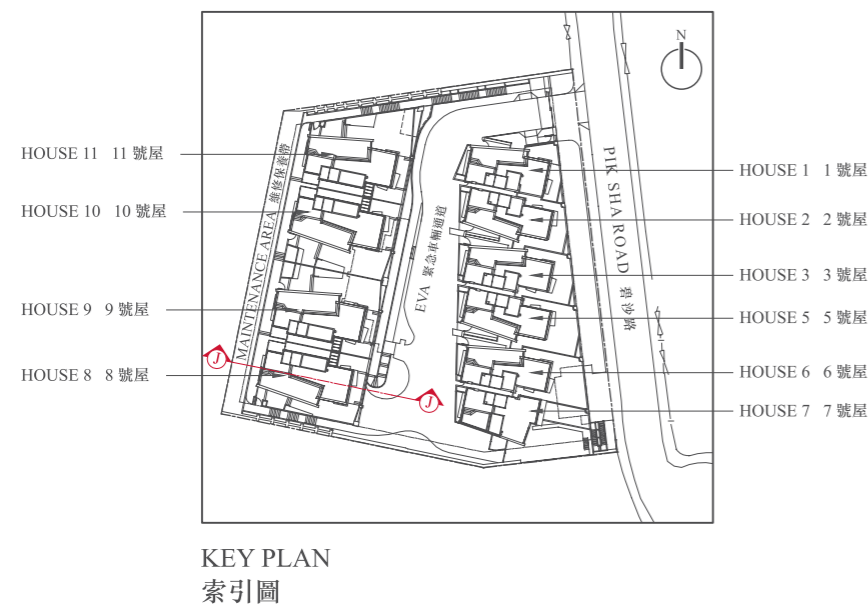 N
HOUSE 11 11 號屋
HOUSE 10 10 號屋
HOUSE 9 9 號屋
HOUSE 8 8 號屋
MAINTENANCE AREA 維修保養帶
EVA 緊急車輛通道
PIK SHA ROAD 碧沙路
HOUSE 1 1 號屋
HOUSE 2 2 號屋
HOUSE 3 3 號屋
HOUSE 5 5 號屋
HOUSE 6 6 號屋
HOUSE 7 7 號屋
J
J
KEY PLAN
索引圖